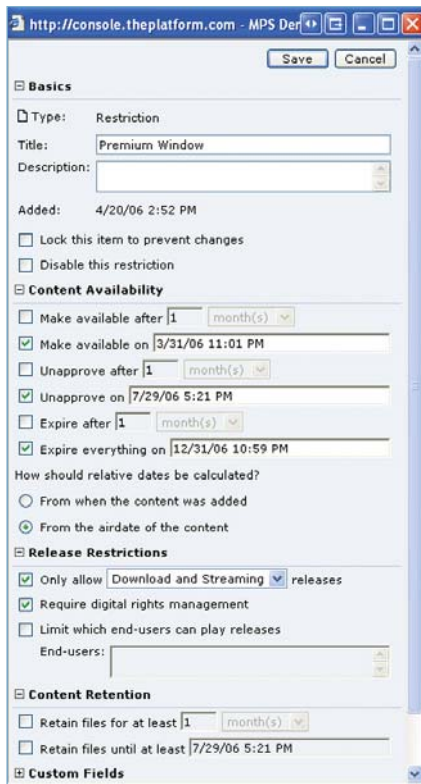 http://console.theplatform.com - MPS Der
Save Cancel
Basics
Type: Restriction
Title: Premium Window
Description:
Added: 4/20/06 2:52 PM
Lock this item to prevent changes
Disable this restriction
Content Availability
Make available after 1 month(s)
Make available on 3/31/06 11:01 PM
Unapprove after 1 month(s)
Unapprove on 7/29/06 5:21 PM
Expire after 1 month(s)
Expire everything on 12/31/06 10:59 PM
How should relative dates be calculated?
From when the content was added
From the airdate of the content
Release Restrictions
Only allow Download and Streaming releases
Require digital rights management
Limit which end-users can play releases
End-users:
Content Retention
Retain files for at least 1 month(s)
Retain files until at least 7/29/06 5:21 PM
Custom Fields